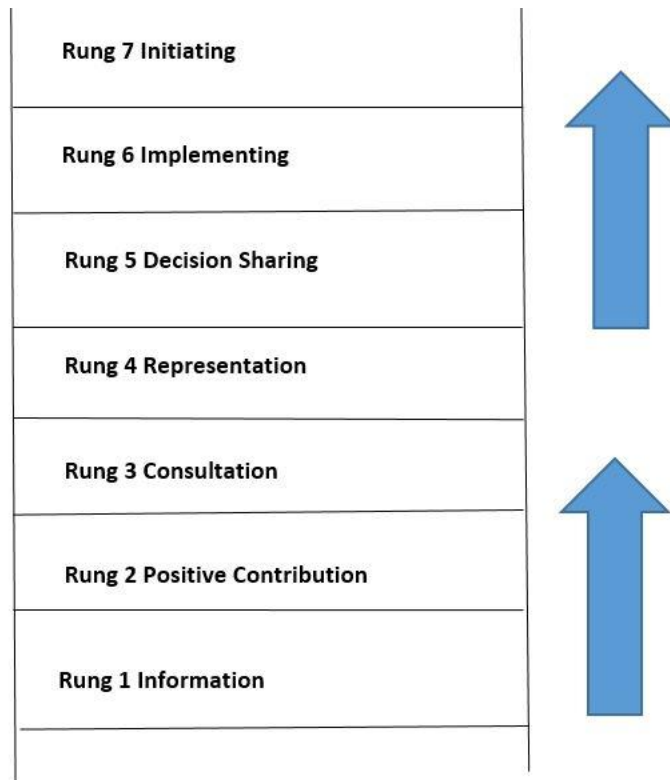 Rung 7 Initiating
Rung 6 Implementing
Rung 5 Decision Sharing
Rung 4 Representation
Rung 3 Consultation
Rung 2 Positive Contribution
Rung 1 Information